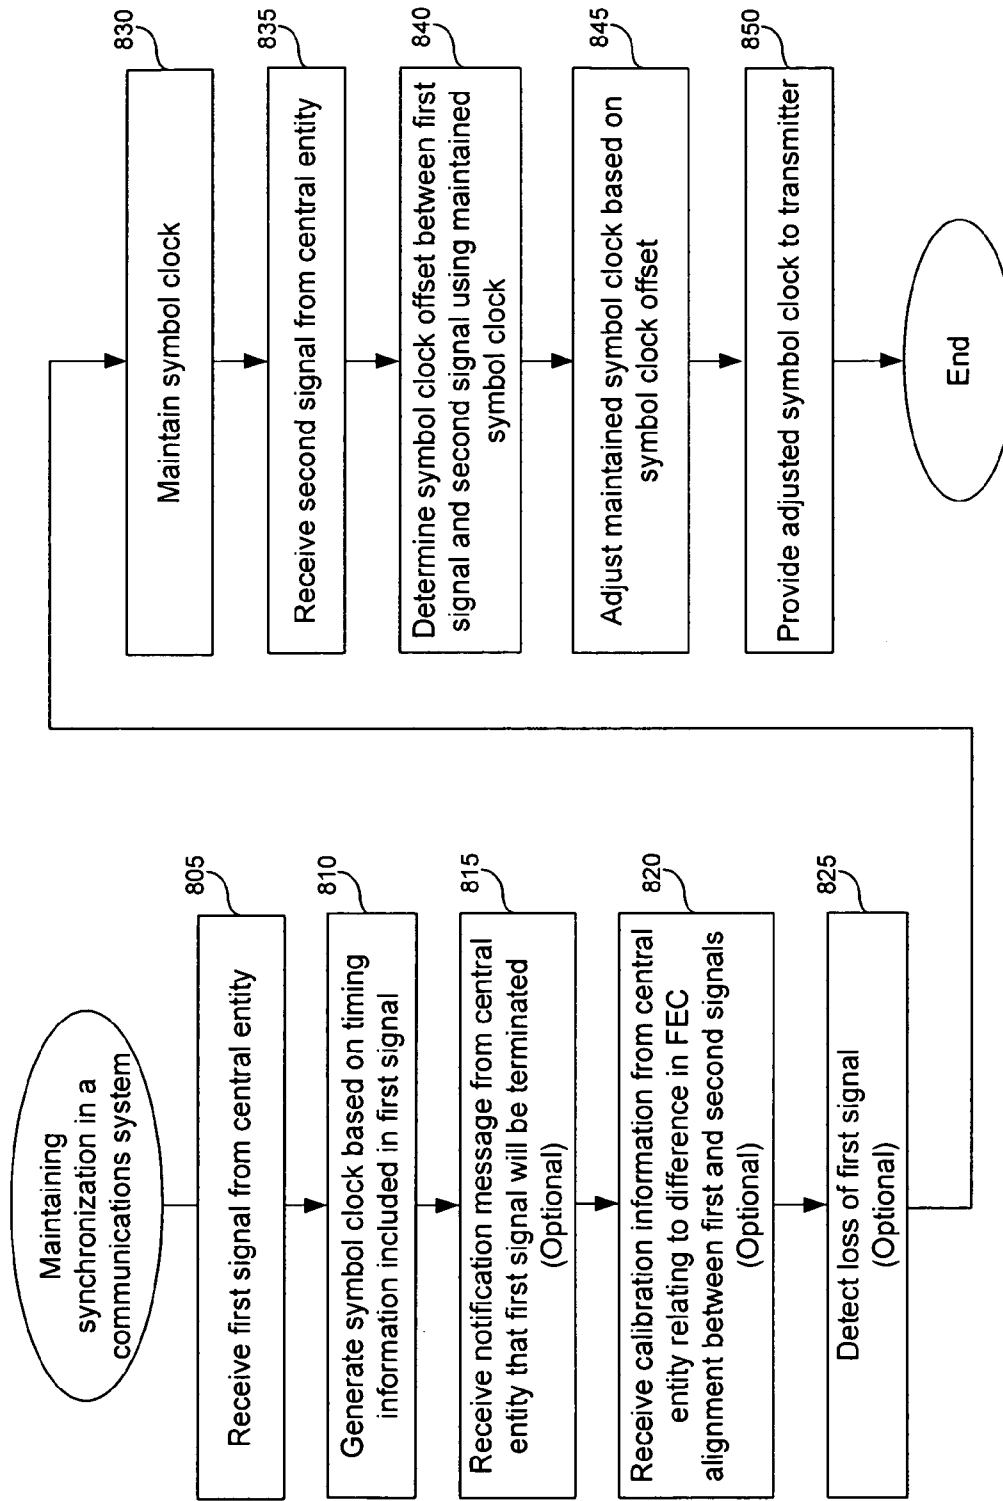 Maintaining
synchronization in a
communications system
805
Receive first signal from central entity
810
Generate symbol clock based on timing
information included in first signal
815
Receive notification message from central
entity that first signal will be terminated
(Optional)
820
Receive calibration information from central
entity relating to difference in FEC
alignment between first and second signals
(Optional)
825
Detect loss of first signal
(Optional)
830
Maintain symbol clock
835
Receive second signal from central entity
840
Determine symbol clock offset between first
signal and second signal using maintained
symbol clock
845
Adjust maintained symbol clock based on
symbol clock offset
850
Provide adjusted symbol clock to transmitter
End